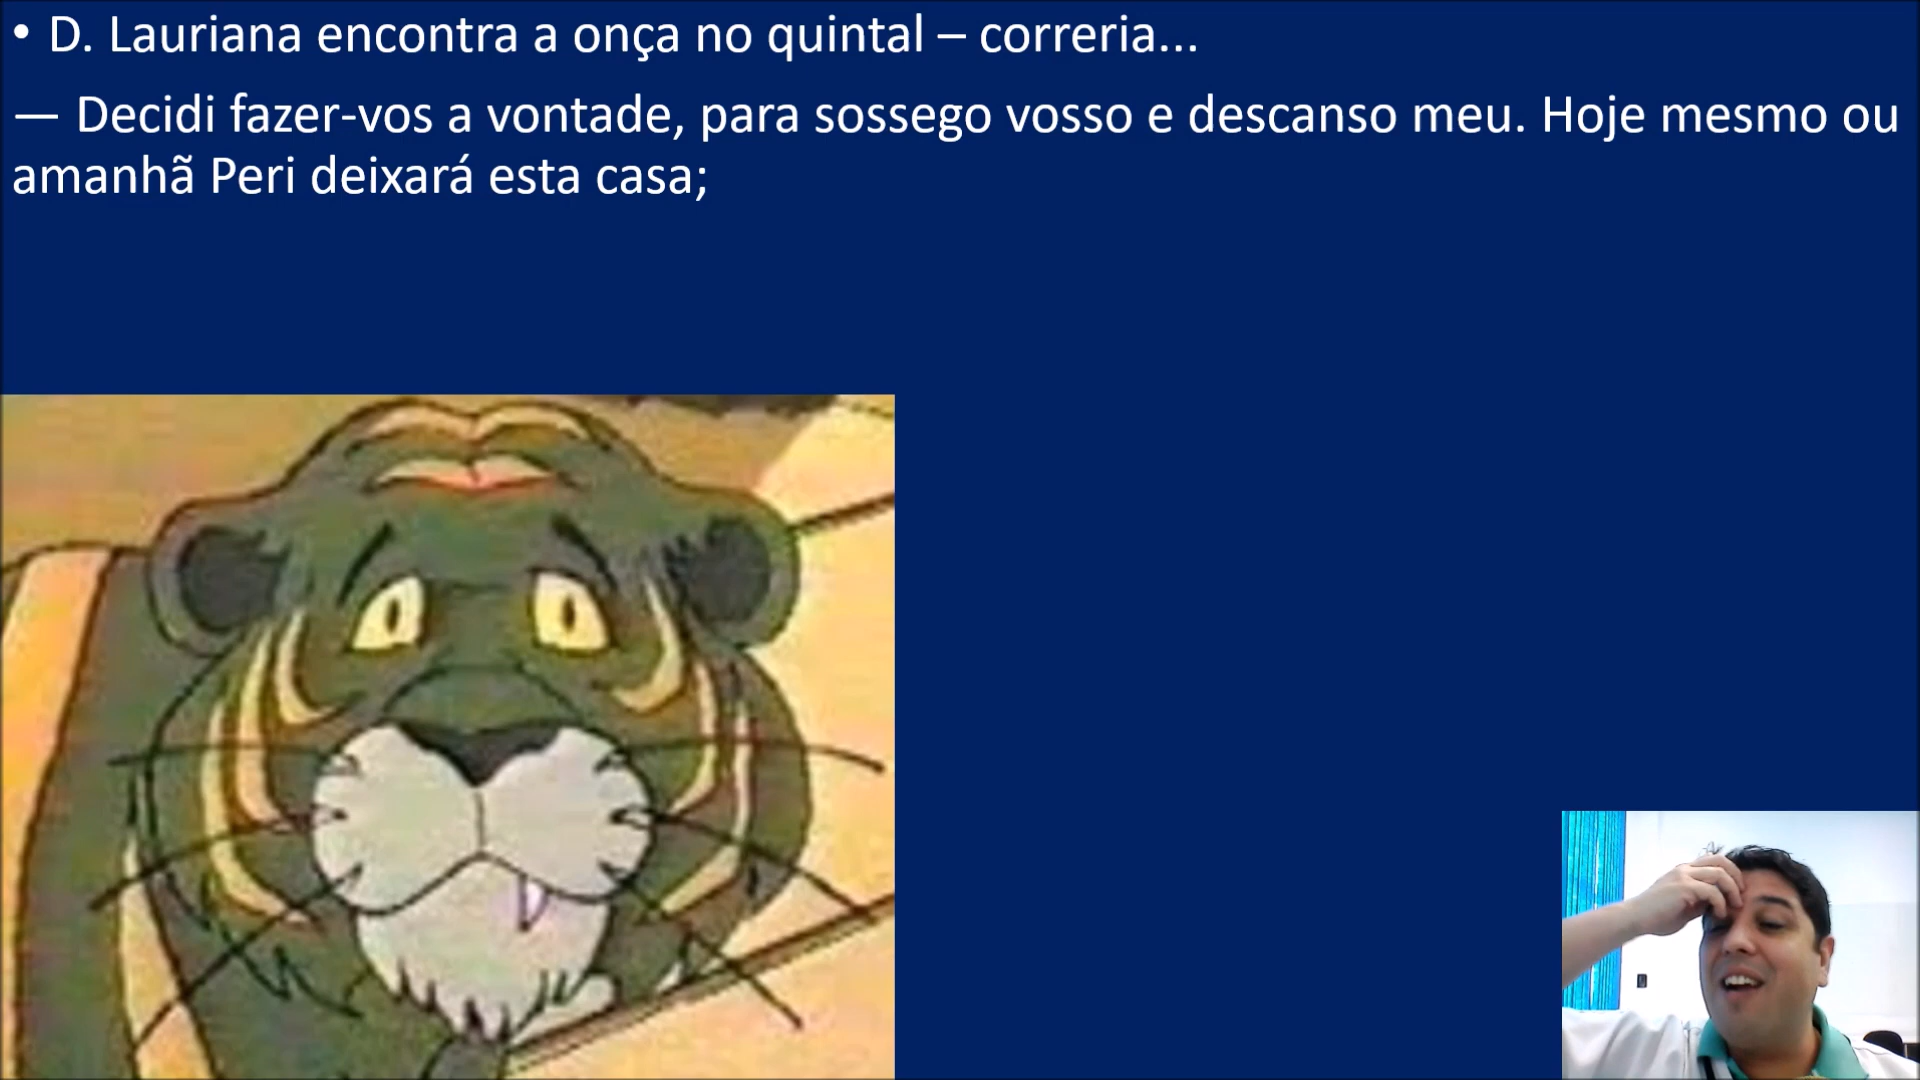 • D. Lauriana encontra a onça no quintal – correria...
— Decidi fazer-vos a vontade, para sossego vosso e descanso meu. Hoje mesmo ou
amanhã Peri deixará esta casa;